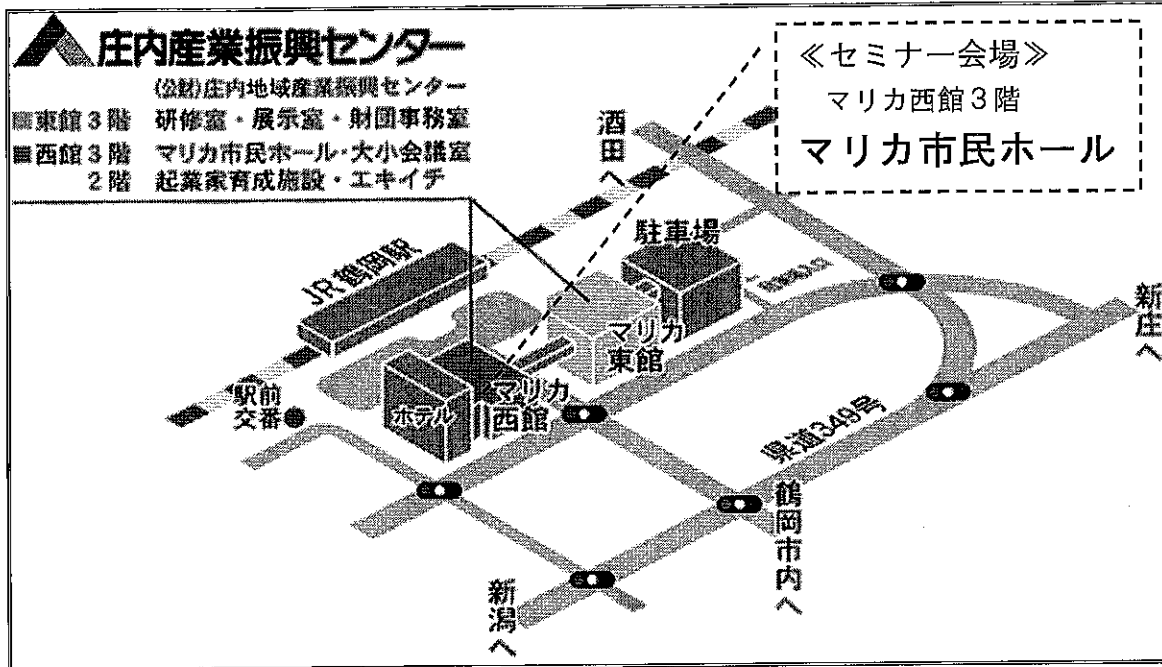 庄内産業振興センター
(公財)庄内地域産業振興センター
東館3階 研修室・展示室・財団事務室
西館3階 マリカ市民ホール・大小会議室
2階 起業家育成施設・エキイチ
≪セミナー会場≫
マリカ西館3階
マリカ市民ホール
酒田へ
駐車場
JR鶴岡駅
マリカ
東館
新庄へ
駅前
交番
ホテル
マリカ
西館
県道349号
鶴岡市内へ
新潟へ